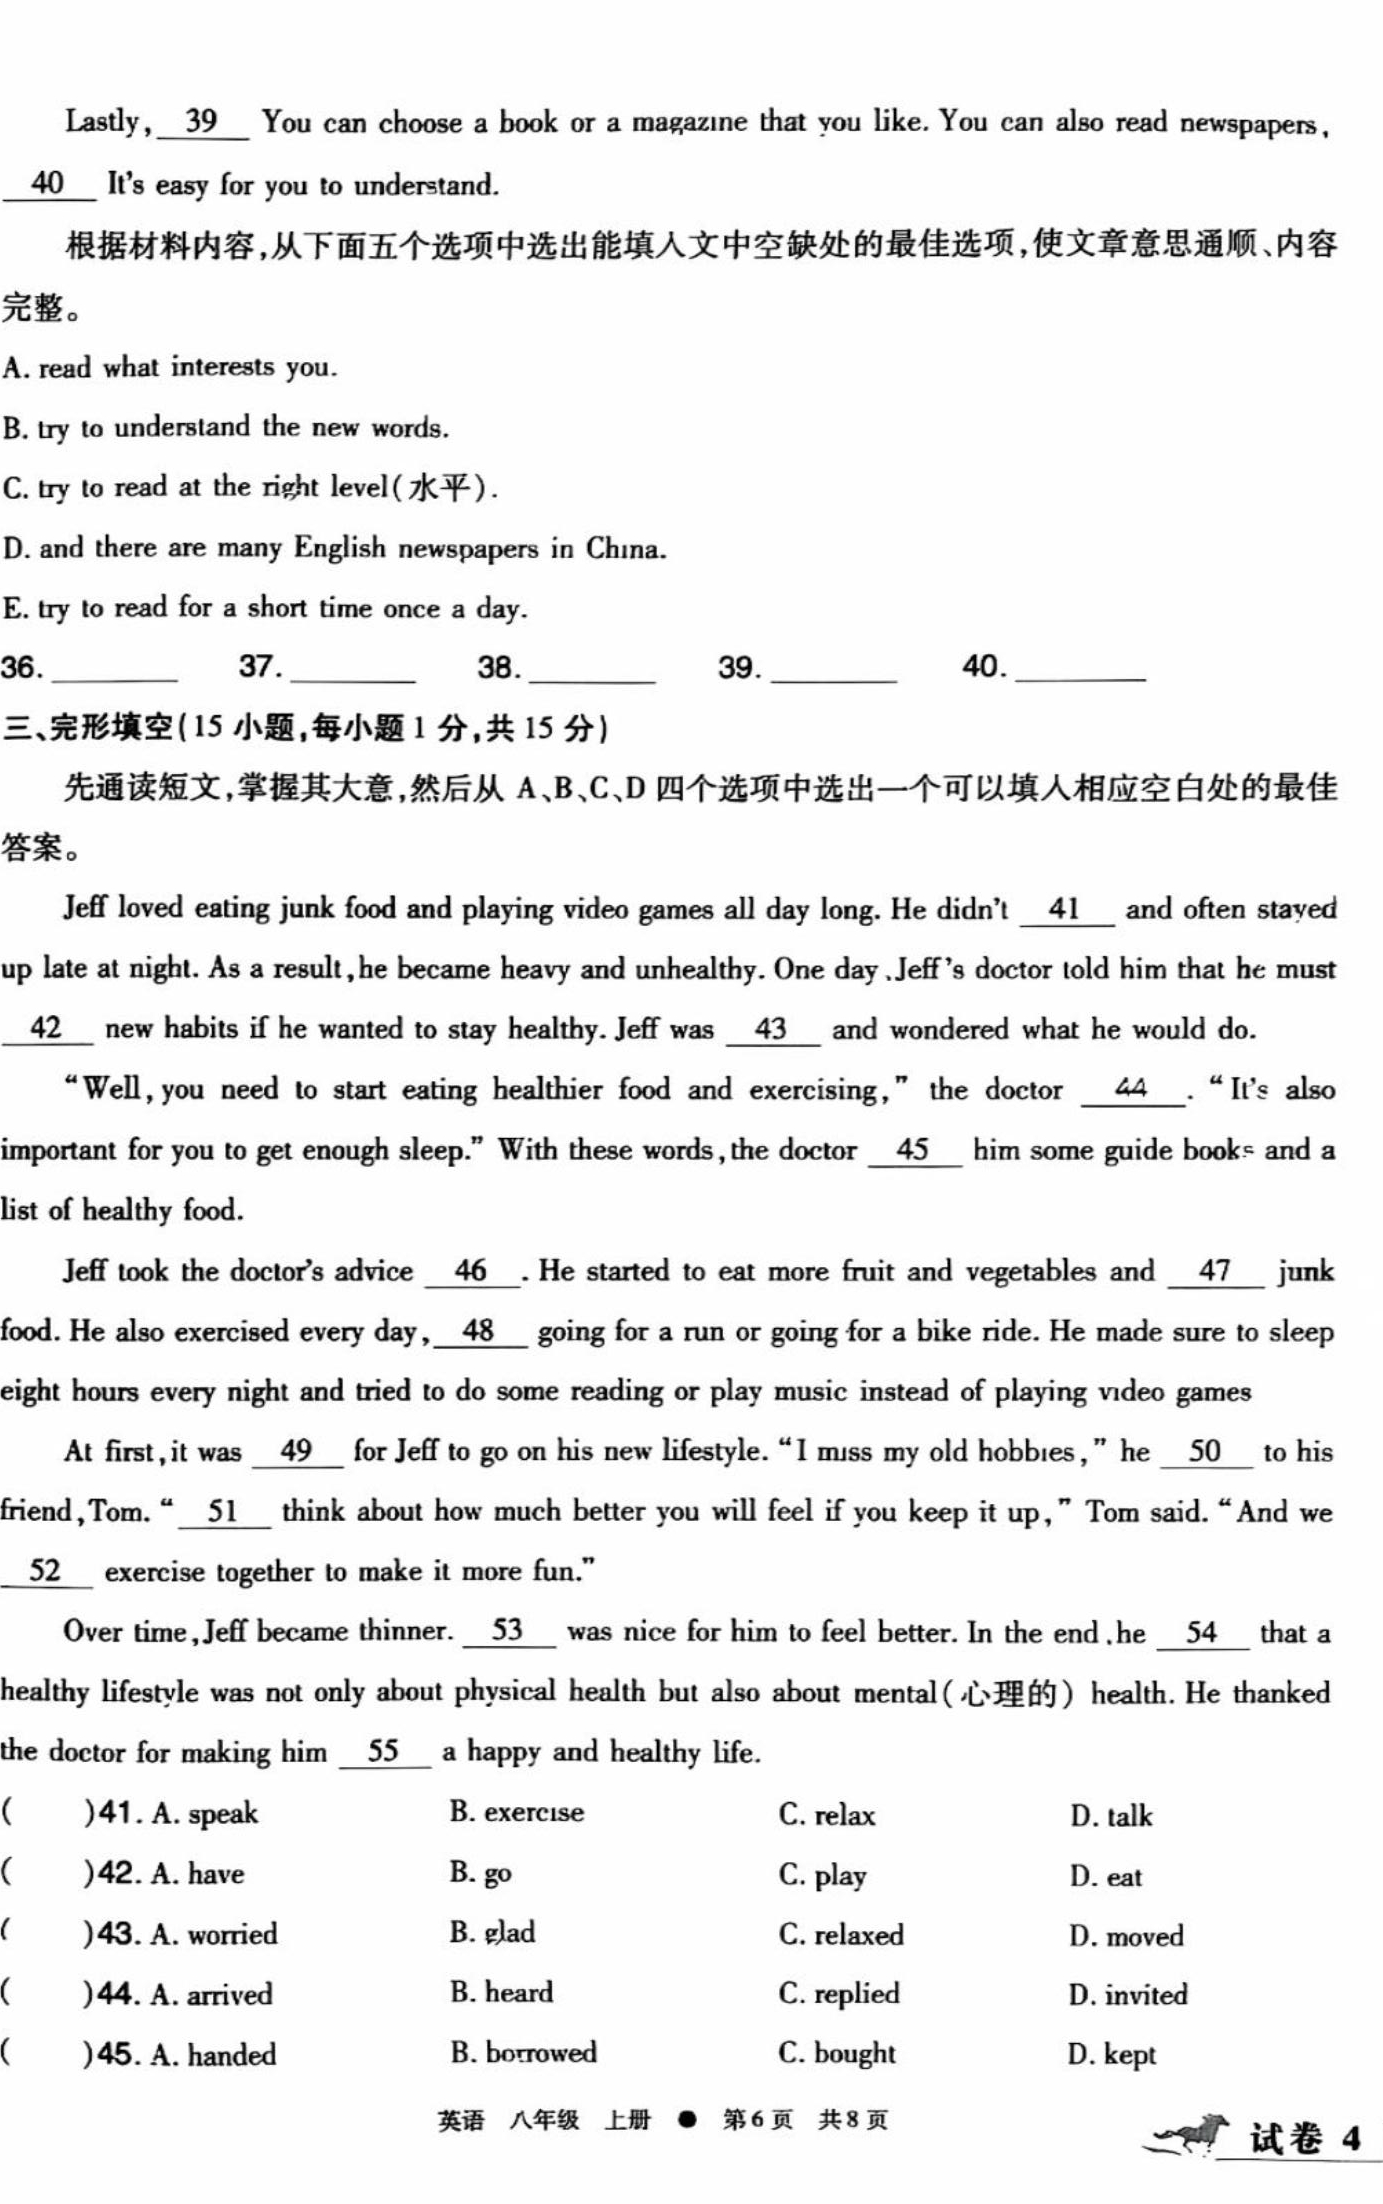 Lastly, 39 You can choose a book or a magazine that you like. You can also read newspapers,
40 It's easy for you to understand.
根据材料内容,从下面五个选项中选出能填入文中空缺处的最佳选项,使文章意思通顺、内容
完整。
A. read what interests you.
B. try to understand the new words.
C. try to read at the right level(水平).
D. and there are many English newspapers in China.
E. try to read for a short time once a day.
36. ______ 37. ______ 38. ______ 39. ______ 40. ______
三、完形填空(15 小题,每小题 1 分,共 15 分)
先通读短文,掌握其大意,然后从 A、B、C、D 四个选项中选出一个可以填入相应空白处的最佳
答案。
Jeff loved eating junk food and playing video games all day long. He didn't 41 and often stayed
up late at night. As a result, he became heavy and unhealthy. One day, Jeff's doctor told him that he must
42 new habits if he wanted to stay healthy. Jeff was 43 and wondered what he would do.
“Well, you need to start eating healthier food and exercising,” the doctor 44 . “It's also
important for you to get enough sleep.” With these words, the doctor 45 him some guide books and a
list of healthy food.
Jeff took the doctor's advice 46 . He started to eat more fruit and vegetables and 47 junk
food. He also exercised every day, 48 going for a run or going for a bike ride. He made sure to sleep
eight hours every night and tried to do some reading or play music instead of playing video games
At first, it was 49 for Jeff to go on his new lifestyle. “I miss my old hobbies,” he 50 to his
friend, Tom. “ 51 think about how much better you will feel if you keep it up,” Tom said. “And we
52 exercise together to make it more fun.”
Over time, Jeff became thinner. 53 was nice for him to feel better. In the end, he 54 that a
healthy lifestyle was not only about physical health but also about mental(心理的) health. He thanked
the doctor for making him 55 a happy and healthy life.
( )41. A. speak B. exercise C. relax D. talk
( )42. A. have B. go C. play D. eat
( )43. A. worried B. glad C. relaxed D. moved
( )44. A. arrived B. heard C. replied D. invited
( )45. A. handed B. borrowed C. bought D. kept
英语 八年级 上册 ● 第6页 共8页
试卷 4